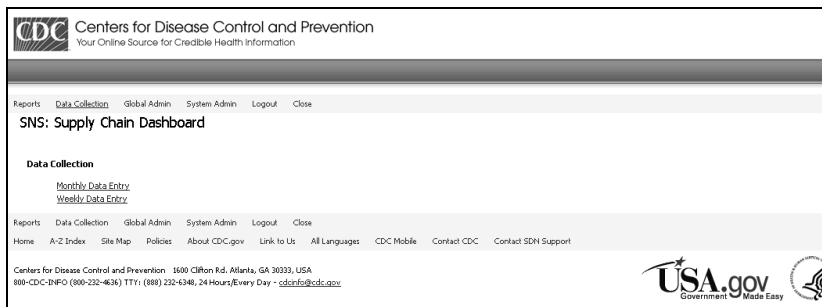 CDC
Centers for Disease Control and Prevention
Your Online Source for Credible Health Information
Reports Data Collection Global Admin System Admin Logout Close
SNS: Supply Chain Dashboard
Data Collection
Monthly Data Entry
Weekly Data Entry
Reports Data Collection Global Admin System Admin Logout Close
Home A-Z Index Site Map Policies About CDC.gov Link to Us All Languages CDC Mobile Contact CDC Contact SDN Support
Centers for Disease Control and Prevention 1600 Clifton Rd. Atlanta, GA 30333, USA
800-CDC-INFO (800-232-4636) TTY: (888) 232-6348, 24 Hours/Every Day - cdcinfo@cdc.gov
USA.gov
Government Made Easy